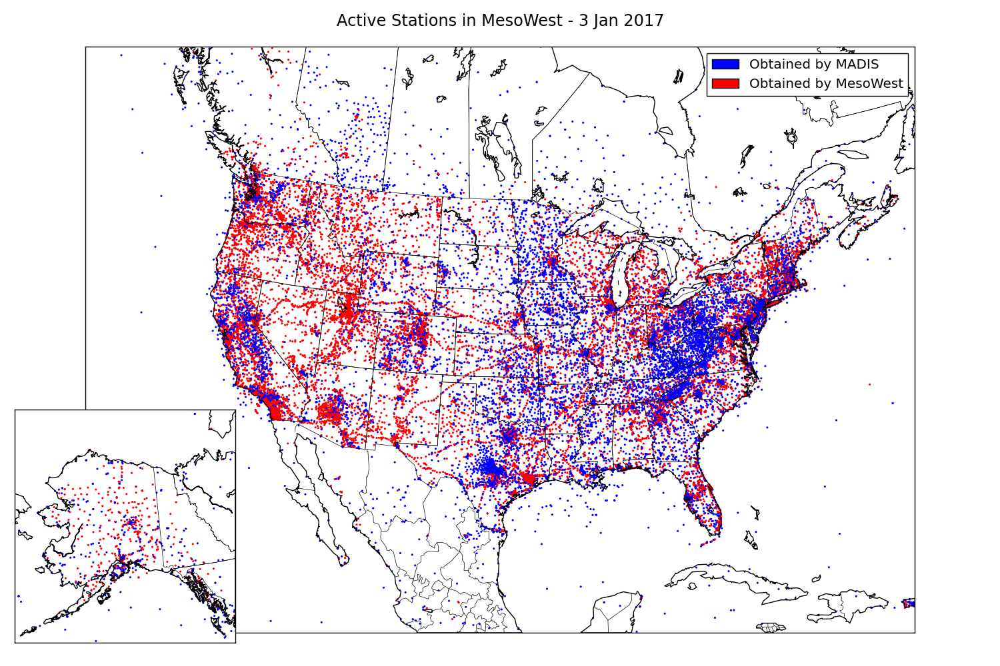 Active Stations in MesoWest - 3 Jan 2017
Obtained by MADIS
Obtained by MesoWest